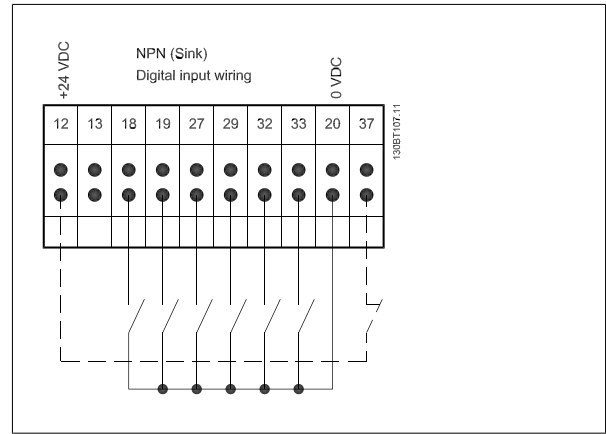 +24 VDC
NPN (Sink)
Digital input wiring
0 VDC
12 13 18 19 27 29 32 33 20 37
130BT107.11